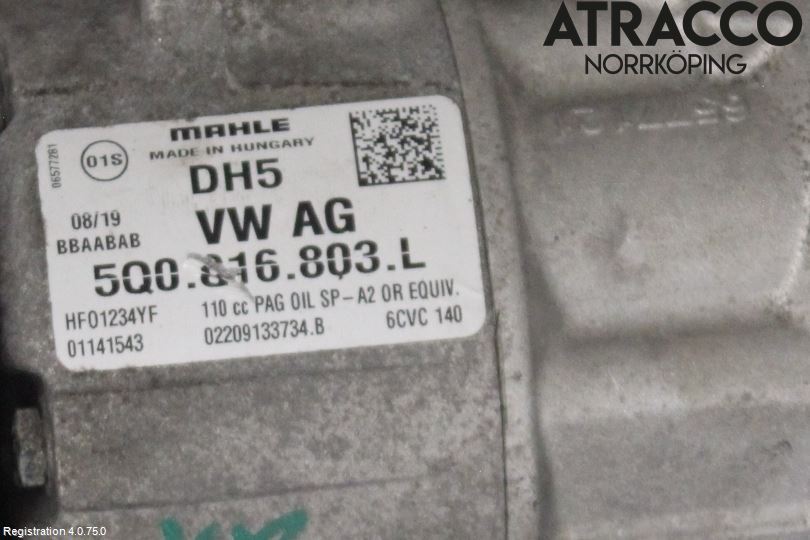 ATRACCO
NORRKÖPING
MAHLE
MADE IN HUNGARY
01S
06577281
DH5
08/19
BBAABAB
VW AG
5Q0.816.803.L
HFO1234YF
110 cc PAG OIL SP-A2 OR EQUIV.
01141543
02209133734.B
6CVC 140
Registration 4.0.75.0